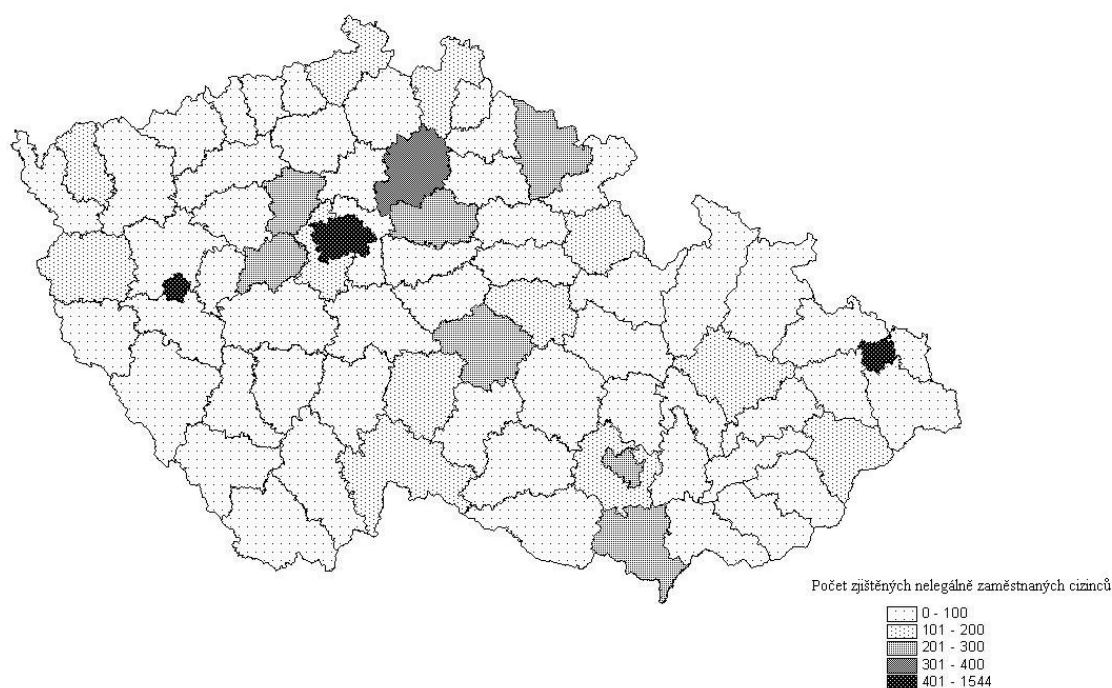 Počet zjištěných nelegálně zaměstnaných cizinců
0 - 100
101 - 200
201 - 300
301 - 400
401 - 1544